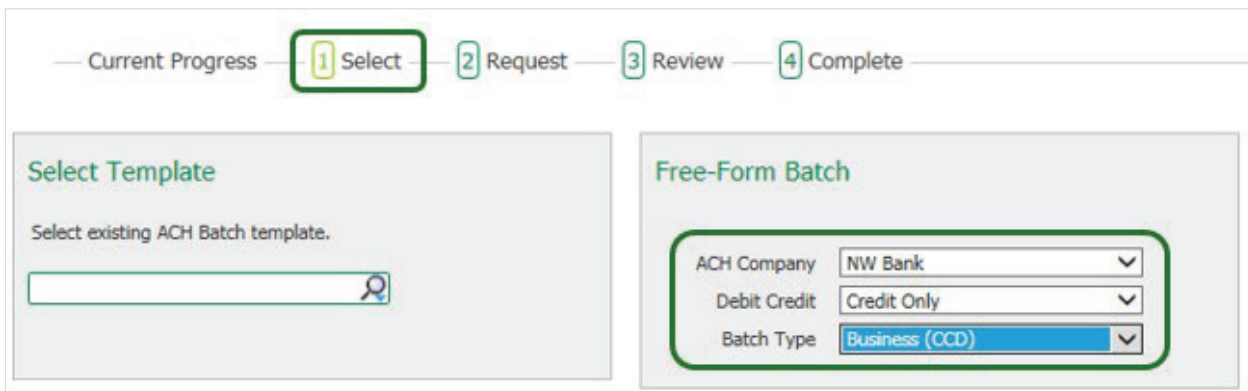 Current Progress 1 Select 2 Request 3 Review 4 Complete
Select Template
Select existing ACH Batch template.
Free-Form Batch
ACH Company NW Bank
Debit Credit Credit Only
Batch Type Business (CCD)